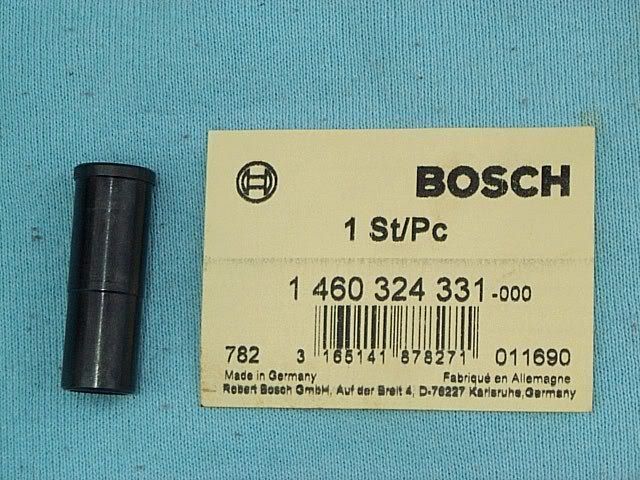 BOSCH
1 St/Pc
1 460 324 331-000
782 3 165141 878271 011690
Made in Germany Fabriqué en Allemagne
Robert Bosch GmbH, Auf der Breit 4, D-76227 Karlsruhe,Germany